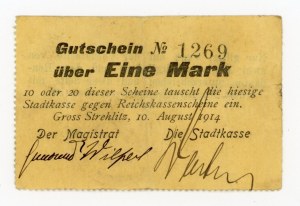 Gutschein № 1269
über Eine Mark
10 oder 20 dieser Scheine tauscht die hiesige
Stadtkasse gegen Reichskassenscheine ein.
Gross Strehlitz, 10. August 1914
Der Magistrat Die Stadtkasse